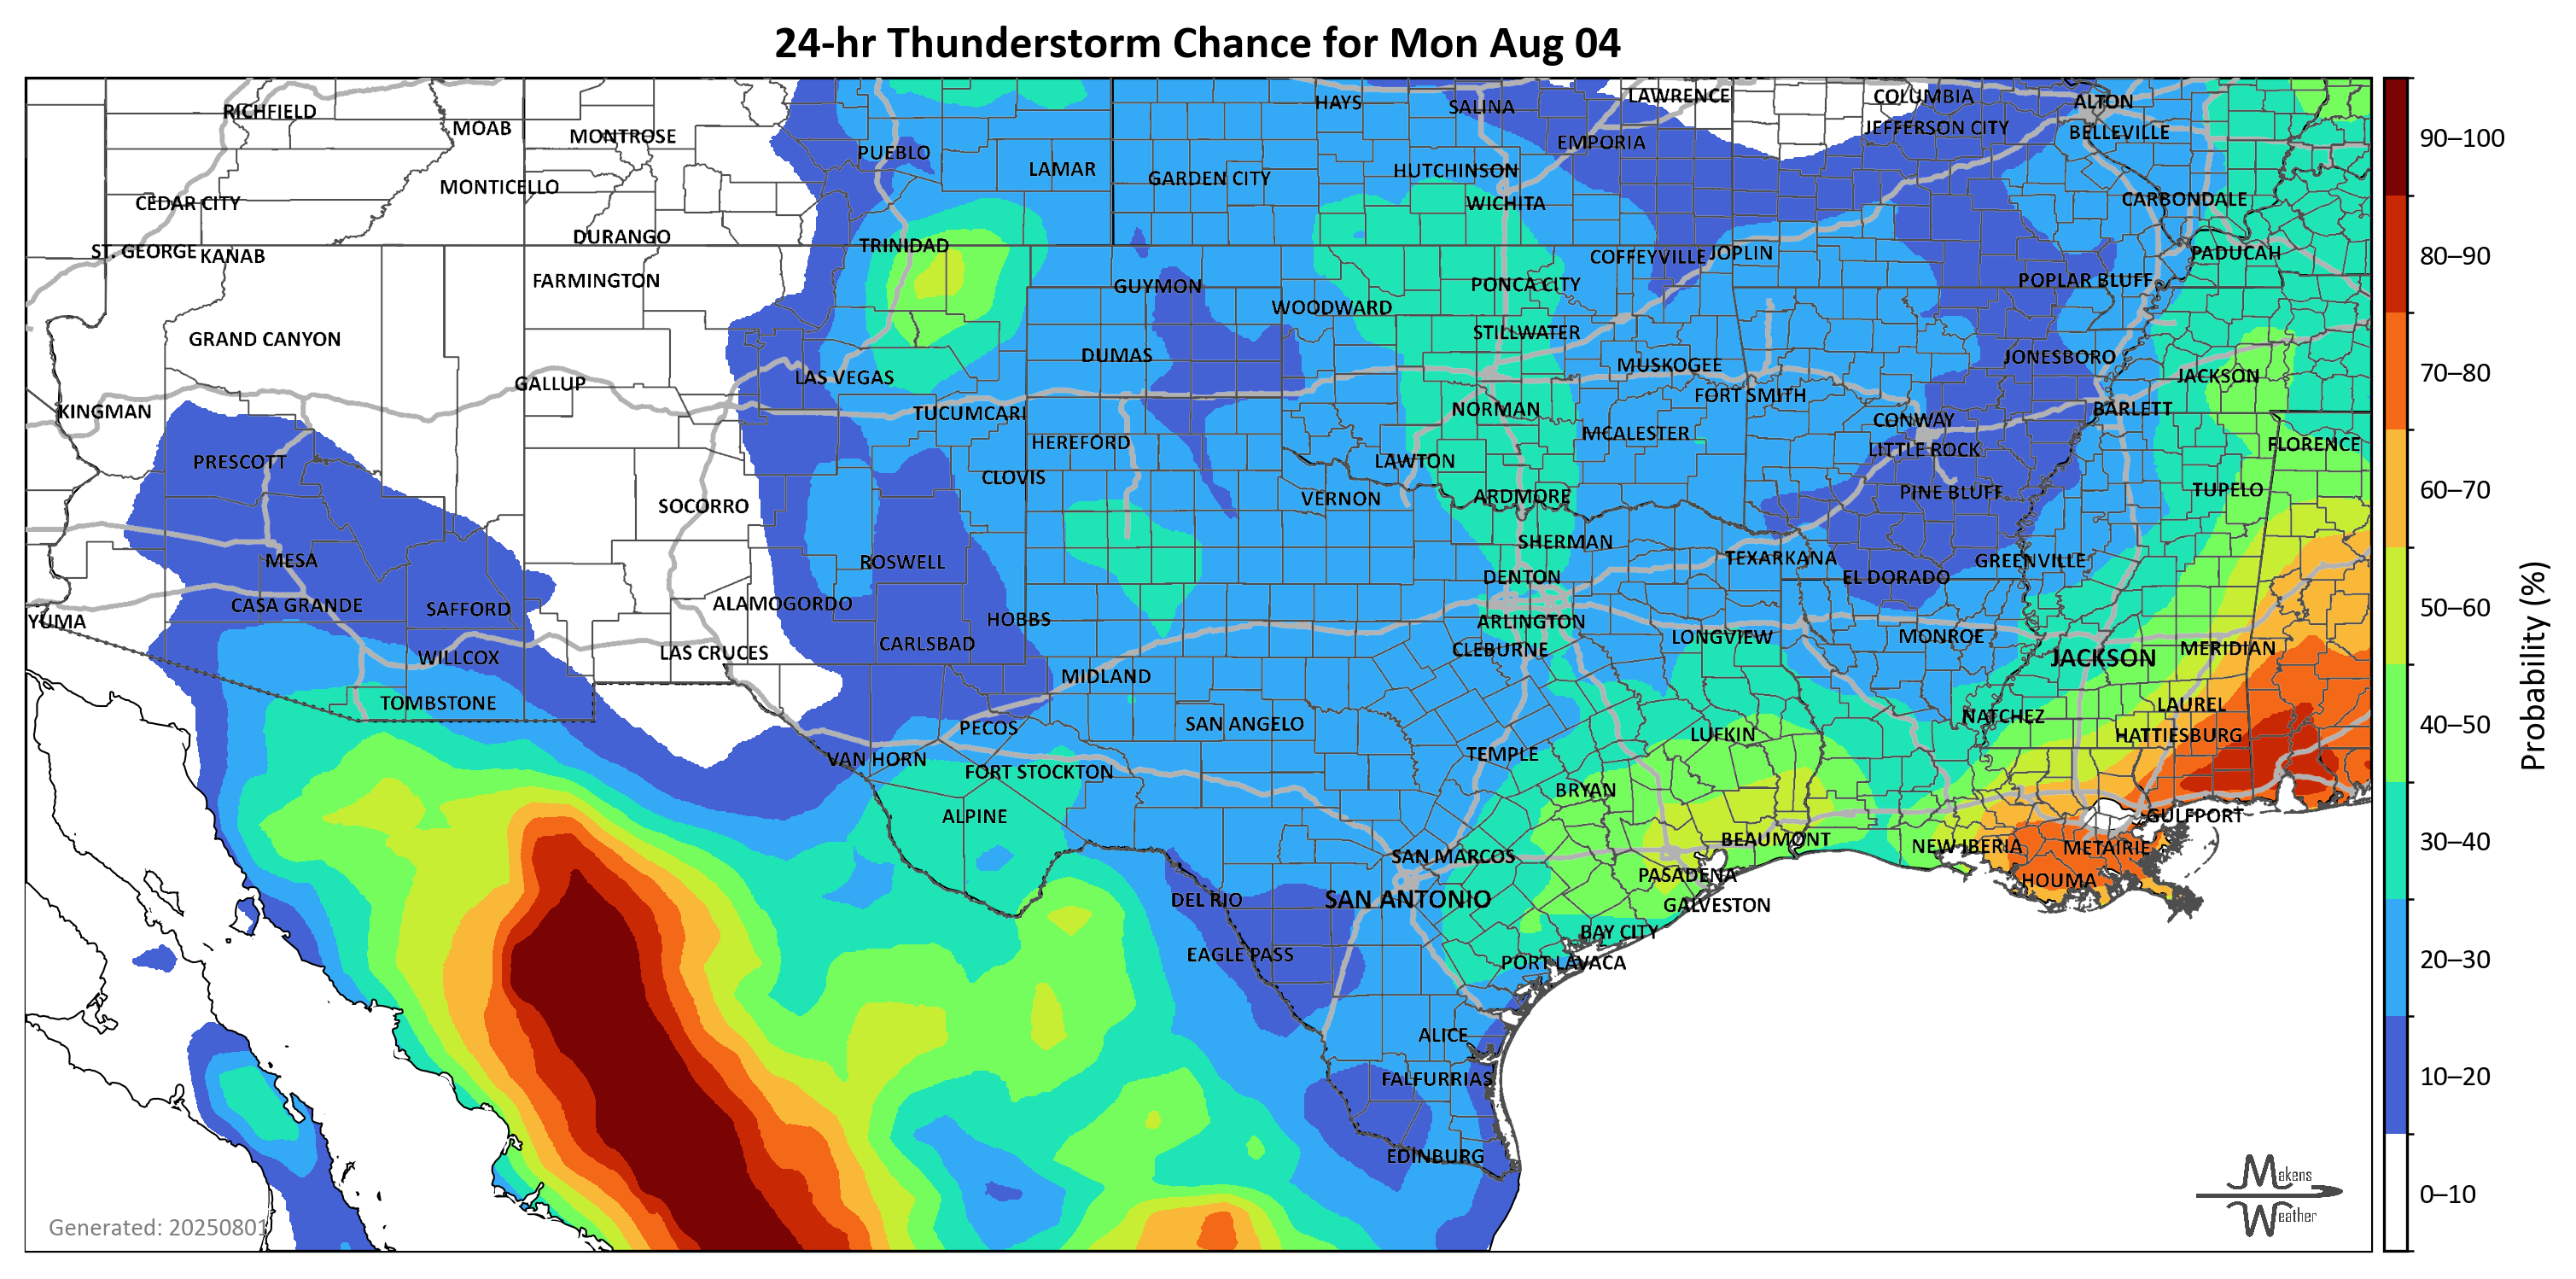 24-hr Thunderstorm Chance for Mon Aug 04
RICHFIELD
MOAB
MONTROSE
PUEBLO
LAMAR
HAYS
SALINA
LAWRENCE
COLUMBIA
ALTON
JEFFERSON CITY
BELLEVILLE
EMPORIA
HUTCHINSON
GARDEN CITY
MONTICELLO
CEDAR CITY
WICHITA
CARBONDALE
DURANGO
TRINIDAD
ST. GEORGE
KANAB
COFFEYVILLE
JOPLIN
PADUCAH
FARMINGTON
GUYMON
PONCA CITY
POPLAR BLUFF
WOODWARD
STILLWATER
GRAND CANYON
DUMAS
MUSKOGEE
JONESBORO
GALLUP
LAS VEGAS
JACKSON
FORT SMITH
KINGMAN
TUCUMCARI
NORMAN
BARLETT
CONWAY
HEREFORD
MCALESTER
FLORENCE
LITTLE ROCK
PRESCOTT
LAWTON
CLOVIS
PINE BLUFF
TUPELO
SOCORRO
VERNON
ARDMORE
SHERMAN
MESA
ROSWELL
TEXARKANA
GREENVILLE
DENTON
EL DORADO
CASA GRANDE
SAFFORD
ALAMOGORDO
YUMA
HOBBS
ARLINGTON
LONGVIEW
MONROE
CARLSBAD
CLEBURNE
MERIDIAN
WILLCOX
LAS CRUCES
JACKSON
MIDLAND
TOMBSTONE
LAUREL
NATCHEZ
PECOS
SAN ANGELO
LUFKIN
HATTIESBURG
VAN HORN
TEMPLE
FORT STOCKTON
BRYAN
ALPINE
GULFPORT
BEAUMONT
NEW IBERIA
METAIRIE
SAN MARCOS
PASADENA
HOUMA
DEL RIO
SAN ANTONIO
GALVESTON
BAY CITY
EAGLE PASS
PORT LAVACA
ALICE
FALFURRIAS
EDINBURG
Generated: 20250801
Makens
Weather
90–100
80–90
70–80
60–70
50–60
40–50
30–40
20–30
10–20
0–10
Probability (%)